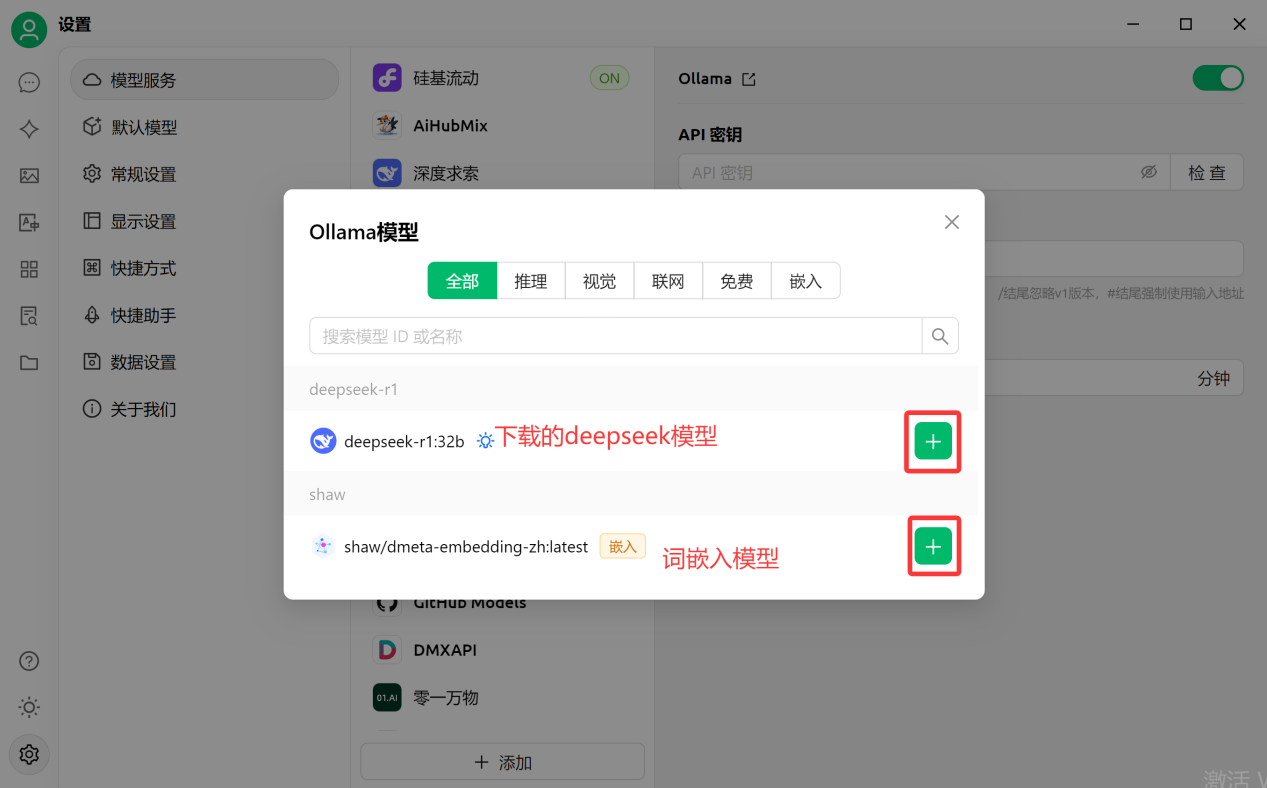 设置
模型服务
默认模型
常规设置
显示设置
快捷方式
快捷助手
数据设置
关于我们
硅基流动 ON
AiHubMix
深度求索
GitHub Models
DMXAPI
01.AI 零一万物
添加
Ollama
API 密钥
API 密钥 检 查
/结尾忽略v1版本，#结尾强制使用输入地址
分钟
Ollama模型
全部 推理 视觉 联网 免费 嵌入
搜索模型 ID 或名称
deepseek-r1
deepseek-r1:32b 下载的deepseek模型
shaw
shaw/dmeta-embedding-zh:latest 嵌入 词嵌入模型
激活